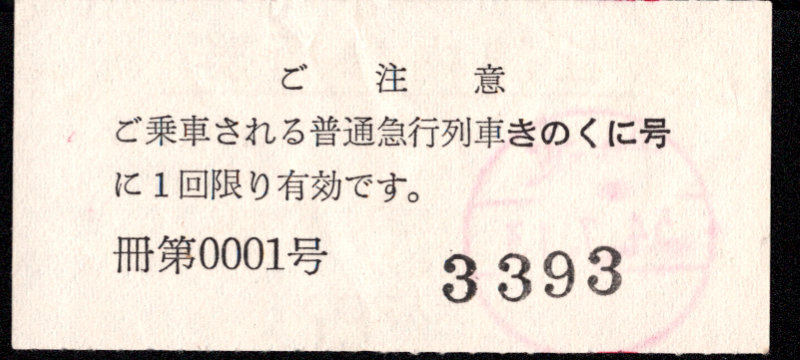 ご注意
ご乗車される普通急行列車きのくに号
に1回限り有効です。
冊第0001号
3393